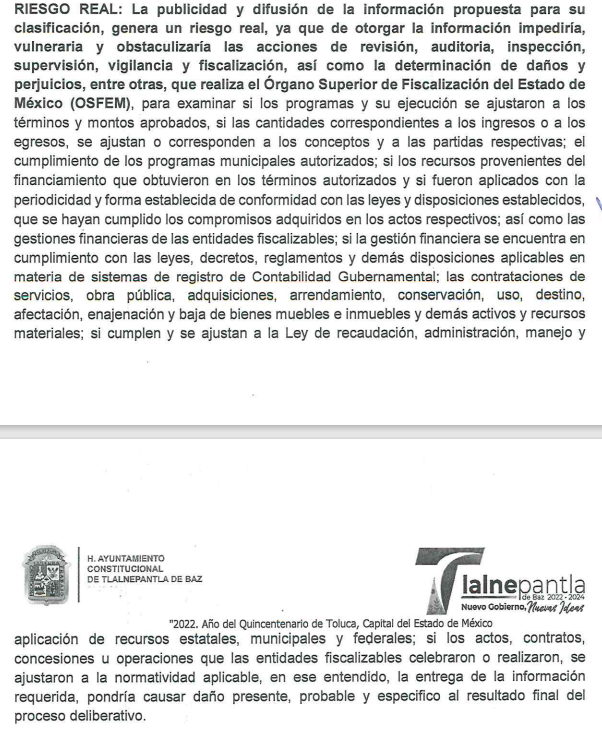 RIESGO REAL: La publicidad y difusión de la información propuesta para su
clasificación, genera un riesgo real, ya que de otorgar la información impediría,
vulneraria y obstaculizaría las acciones de revisión, auditoria, inspección,
supervisión, vigilancia y fiscalización, así como la determinación de daños y
perjuicios, entre otras, que realiza el Órgano Superior de Fiscalización del Estado de
México (OSFEM), para examinar si los programas y su ejecución se ajustaron a los
términos y montos aprobados, si las cantidades correspondientes a los ingresos o a los
egresos, se ajustan o corresponden a los conceptos y a las partidas respectivas; el
cumplimiento de los programas municipales autorizados; si los recursos provenientes del
financiamiento que obtuvieron en los términos autorizados y si fueron aplicados con la
periodicidad y forma establecida de conformidad con las leyes y disposiciones establecidos,
que se hayan cumplido los compromisos adquiridos en los actos respectivos; así como las
gestiones financieras de las entidades fiscalizables; si la gestión financiera se encuentra en
cumplimiento con las leyes, decretos, reglamentos y demás disposiciones aplicables en
materia de sistemas de registro de Contabilidad Gubernamental; las contrataciones de
servicios, obra pública, adquisiciones, arrendamiento, conservación, uso, destino,
afectación, enajenación y baja de bienes muebles e inmuebles y demás activos y recursos
materiales; si cumplen y se ajustan a la Ley de recaudación, administración, manejo y
H. AYUNTAMIENTO
CONSTITUCIONAL
DE TLALNEPANTLA DE BAZ
Tlalnepantla
de Baz 2022 - 2024
Nuevo Gobierno, Nuevas Ideas
"2022. Año del Quincentenario de Toluca, Capital del Estado de México
aplicación de recursos estatales, municipales y federales; si los actos, contratos,
concesiones u operaciones que las entidades fiscalizables celebraron o realizaron, se
ajustaron a la normatividad aplicable, en ese entendido, la entrega de la información
requerida, pondría causar daño presente, probable y especifico al resultado final del
proceso deliberativo.